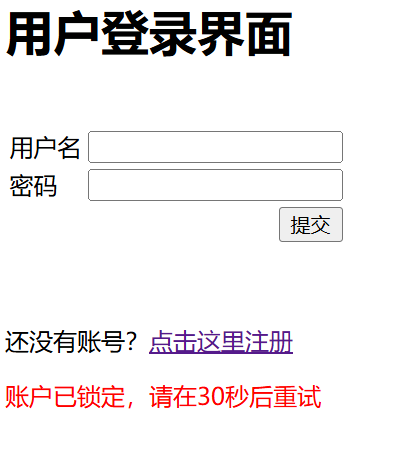 用户登录界面
用户名
密码
提交
还没有账号？点击这里注册
账户已锁定，请在30秒后重试